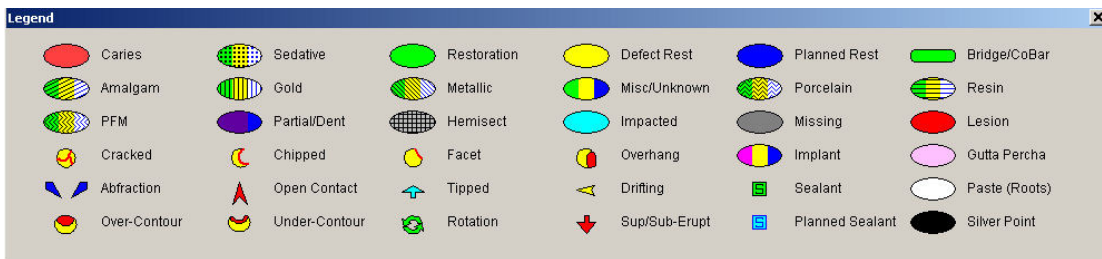 Legend
Caries Sedative Restoration Defect Rest Planned Rest Bridge/CoBar
Amalgam Gold Metallic Misc/Unknown Porcelain Resin
PFM Partial/Dent Hemisect Impacted Missing Lesion
Cracked Chipped Facet Overhang Implant Gutta Percha
Abfraction Open Contact Tipped Drifting S Sealant Paste (Roots)
Over-Contour Under-Contour Rotation Sup/Sub-Erupt S Planned Sealant Silver Point